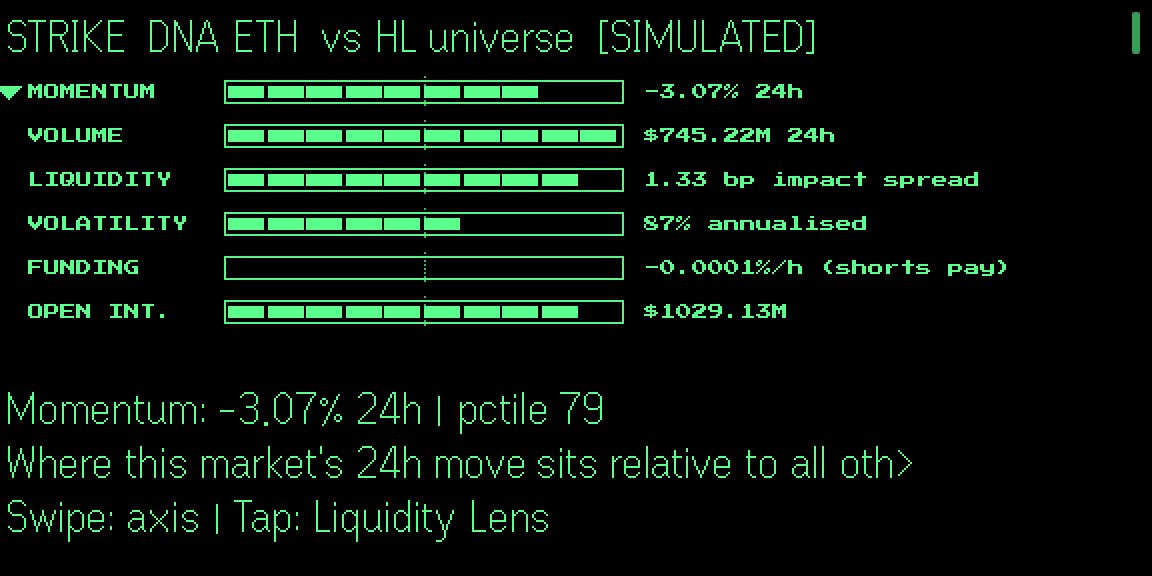 STRIKE DNA ETH vs HL universe [SIMULATED]
MOMENTUM -3.07% 24h
VOLUME $745.22M 24h
LIQUIDITY 1.33 bp impact spread
VOLATILITY 87% annualised
FUNDING -0.0001%/h (shorts pay)
OPEN INT. $1029.13M
Momentum: -3.07% 24h | pctile 79
Where this market's 24h move sits relative to all oth>
Swipe: axis | Tap: Liquidity Lens